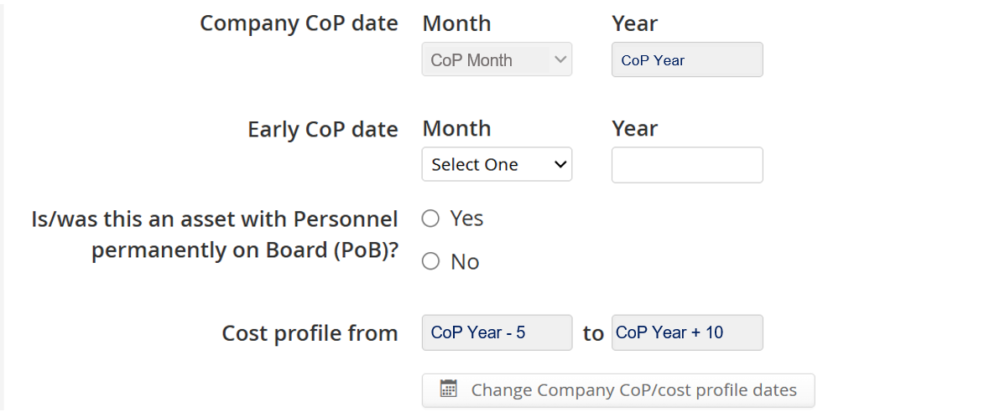 Company CoP date Month Year
CoP Month CoP Year
Early CoP date Month Year
Select One
Is/was this an asset with Personnel Yes
permanently on Board (PoB)?
No
Cost profile from CoP Year - 5 to CoP Year + 10
Change Company CoP/cost profile dates